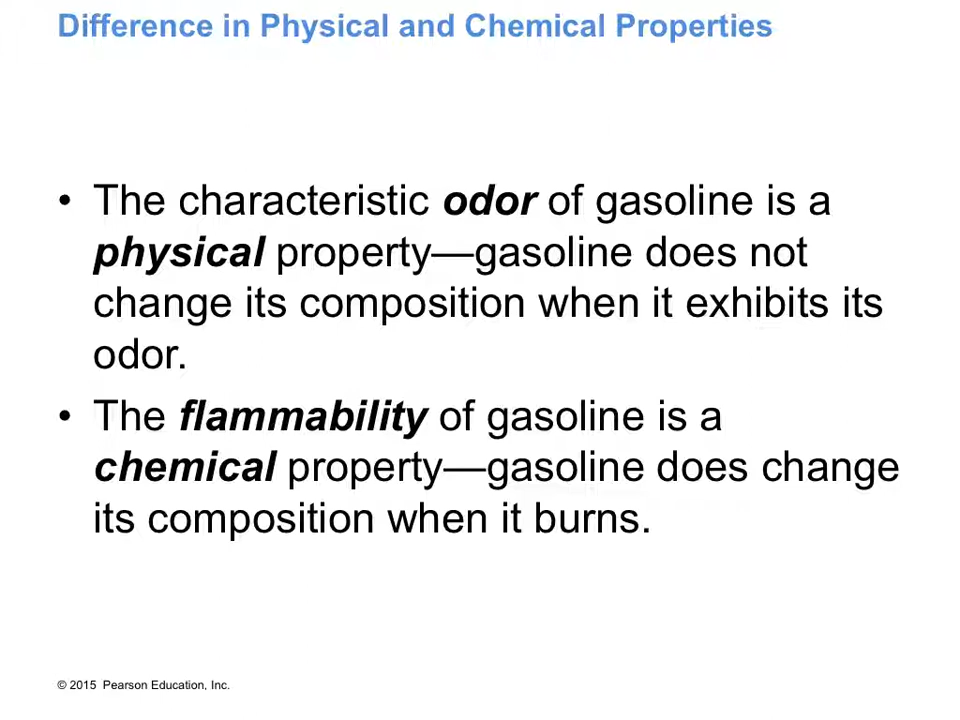 Difference in Physical and Chemical Properties
• The characteristic odor of gasoline is a
physical property—gasoline does not
change its composition when it exhibits its
odor.
• The flammability of gasoline is a
chemical property—gasoline does change
its composition when it burns.
© 2015 Pearson Education, Inc.